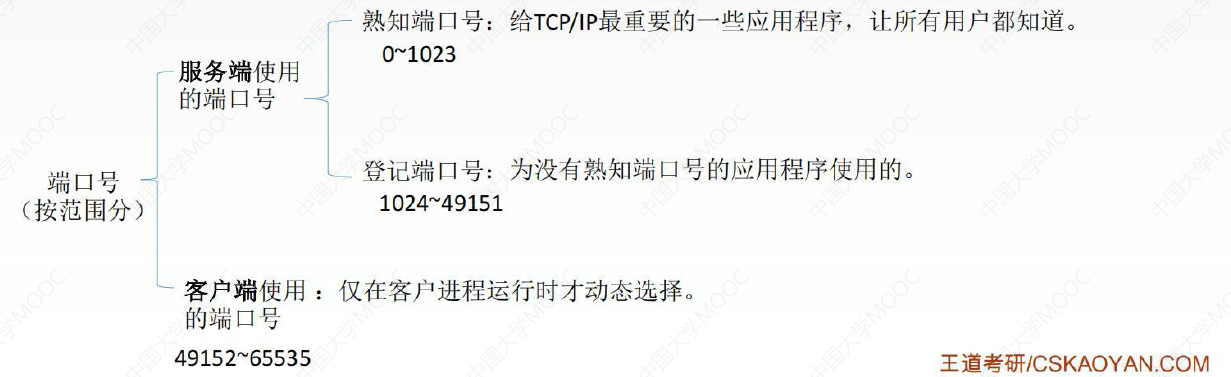 熟知端口号：给TCP/IP最重要的一些应用程序，让所有用户都知道。
0~1023
服务端使用
的端口号
登记端口号：为没有熟知端口号的应用程序使用的。
1024~49151
端口号
（按范围分）
客户端使用：仅在客户进程运行时才动态选择。
的端口号
49152~65535
王道考研/CSKAOYAN.COM
中国大学MOOC